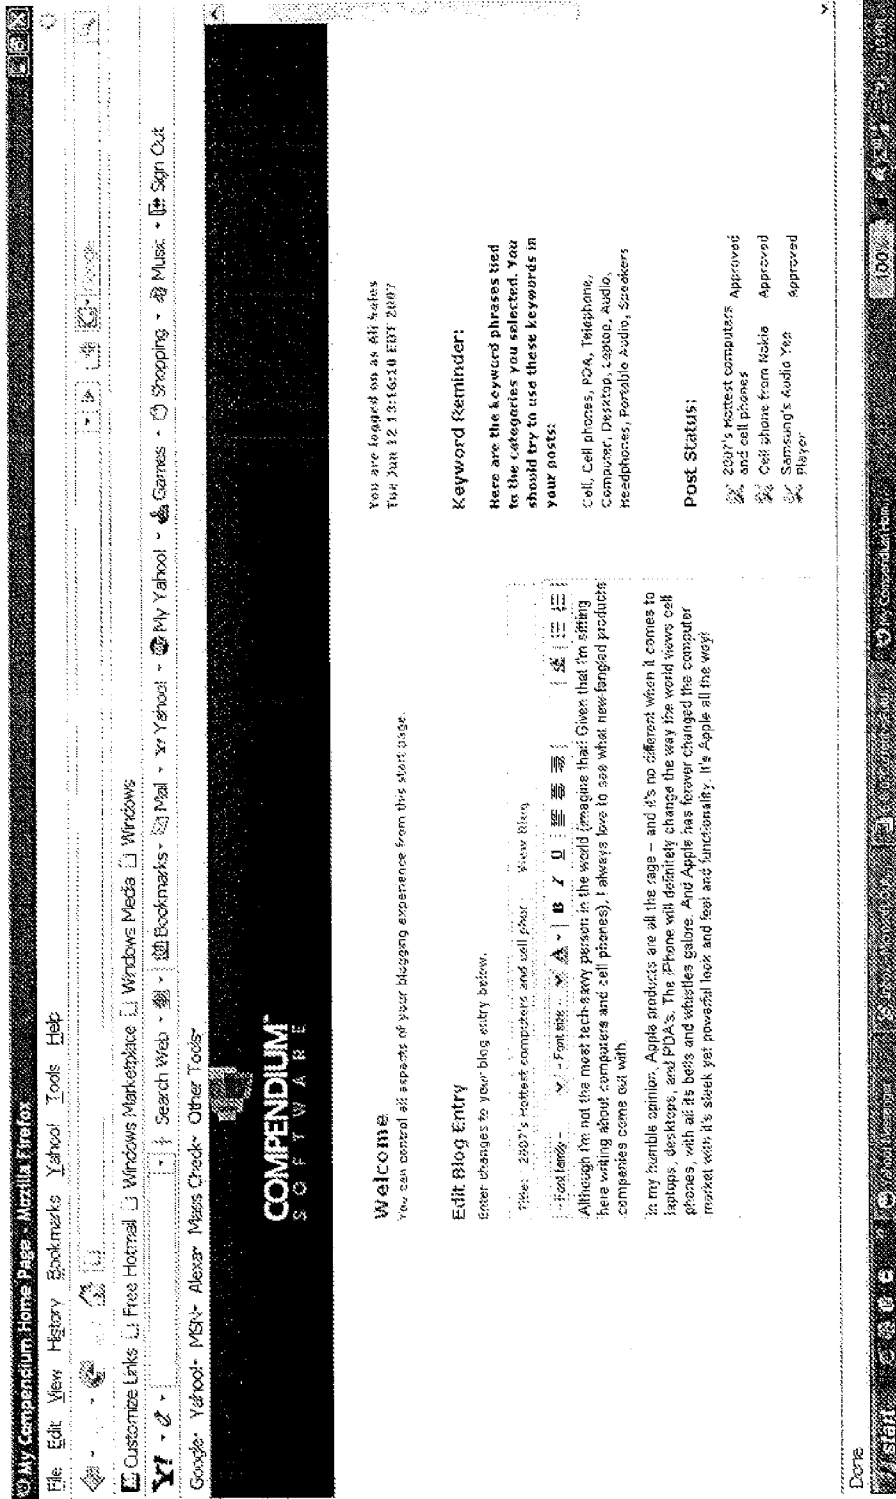 My Compendium Home Page - Mozilla Firefox
File Edit View History Bookmarks Yahoo! Tools Help
Customize Links Free Hotmail Windows Marketplace Windows Media Windows
Y! Search Web Bookmarks Mail My Yahoo! Games Shopping Music Sign Out
Google Yahoo! MSN Alexa Mass Check Other Tools
COMPENDIUM™
SOFTWARE
Welcome
You can control all aspects of your blogging experience from this start page.
Edit Blog Entry
Enter changes to your blog entry below.
Title: 2007's Hottest computers and cell phor View Blog
-- Font family -- -- Font size -- A B I U
Although I'm not the most tech-savvy person in the world (imagine that! Given that I'm sitting
here writing about computers and cell phones), I always love to see what new-fangled products
companies come out with.
In my humble opinion, Apple products are all the rage – and it's no different when it comes to
laptops, desktops, and PDA's. The iPhone will definitely change the way the world views cell
phones, with all its bells and whistles galore. And Apple has forever changed the computer
market with it's sleek yet powerful look and feel and functionality. It's Apple all the way!
You are logged on as Ali Sales
Tue Jun 12 13:16:10 EDT 2007
Keyword Reminder:
Here are the keyword phrases tied
to the categories you selected. You
should try to use these keywords in
your posts:
Cell, Cell phones, PDA, Telephone,
Computer, Desktop, Laptop, Audio,
Headphones, Portable Audio, Speakers
Post Status:
2007's Hottest computers Approved
and cell phones
Cell phone from Nokia Approved
Samsung's Audio Yep Approved
Player
Done
start
My Compendium Home
100%